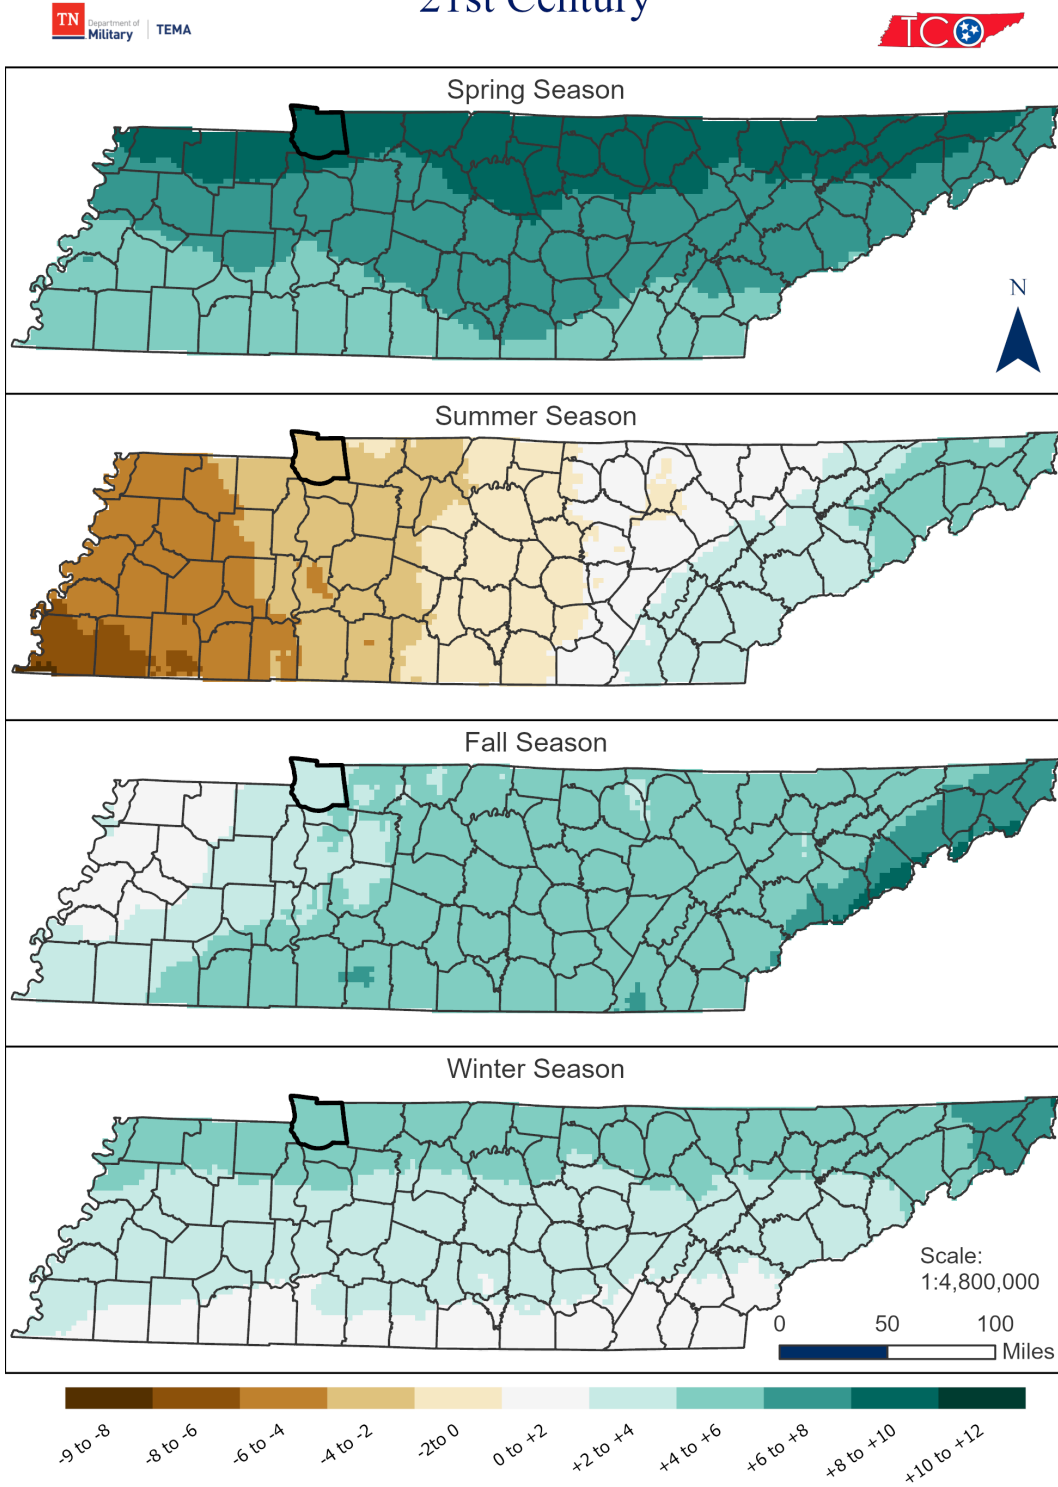 21st Century
TN
Department of
Military
TEMA
TCO
Spring Season
N
Summer Season
Fall Season
Winter Season
Scale:
1:4,800,000
0 50 100
Miles
-9 to -8
-8 to -6
-6 to -4
-4 to -2
-2to 0
0 to +2
+2 to +4
+4 to +6
+6 to +8
+8 to +10
+10 to +12